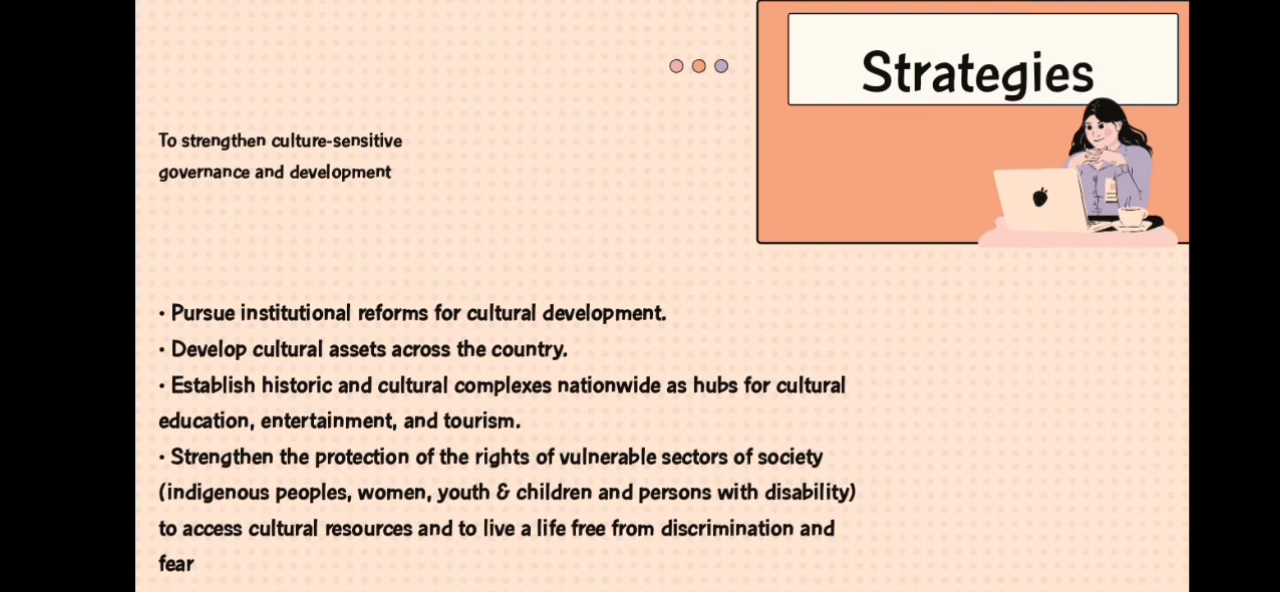 Strategies
To strengthen culture-sensitive
governance and development
• Pursue institutional reforms for cultural development.
• Develop cultural assets across the country.
• Establish historic and cultural complexes nationwide as hubs for cultural
education, entertainment, and tourism.
• Strengthen the protection of the rights of vulnerable sectors of society
(indigenous peoples, women, youth & children and persons with disability)
to access cultural resources and to live a life free from discrimination and
fear